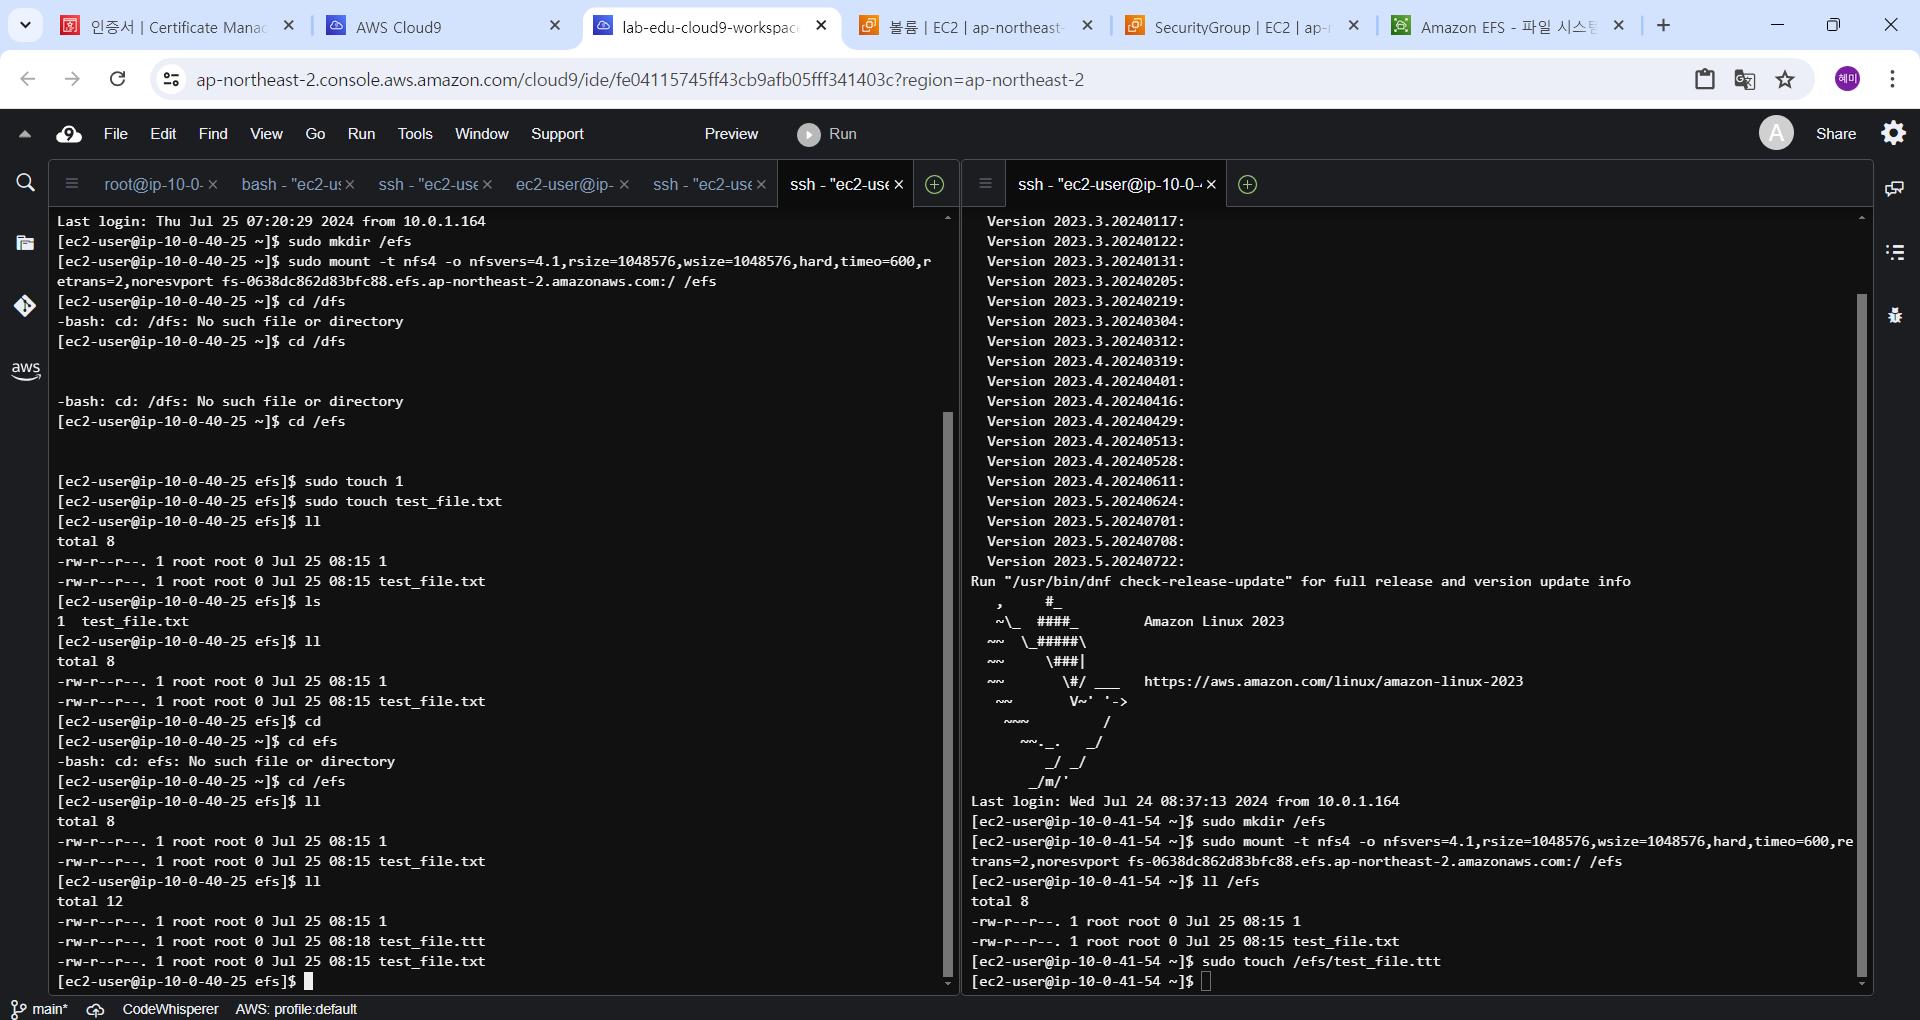 인증서 | Certificate Manac
AWS Cloud9
lab-edu-cloud9-workspac
볼륨 | EC2 | ap-northeast-
SecurityGroup | EC2 | ap-n
Amazon EFS - 파일 시스템
ap-northeast-2.console.aws.amazon.com/cloud9/ide/fe04115745ff43cb9afb05fff341403c?region=ap-northeast-2
혜미
9 File Edit Find View Go Run Tools Window Support Preview Run
A Share
root@ip-10-0-
bash - "ec2-us
ssh - "ec2-use
ec2-user@ip-
ssh - "ec2-use
ssh - "ec2-use
aws
Last login: Thu Jul 25 07:20:29 2024 from 10.0.1.164
[ec2-user@ip-10-0-40-25 ~]$ sudo mkdir /efs
[ec2-user@ip-10-0-40-25 ~]$ sudo mount -t nfs4 -o nfsvers=4.1,rsize=1048576,wsize=1048576,hard,timeo=600,r
etrans=2,noresvport fs-0638dc862d83bfc88.efs.ap-northeast-2.amazonaws.com:/ /efs
[ec2-user@ip-10-0-40-25 ~]$ cd /dfs
-bash: cd: /dfs: No such file or directory
[ec2-user@ip-10-0-40-25 ~]$ cd /dfs
-bash: cd: /dfs: No such file or directory
[ec2-user@ip-10-0-40-25 ~]$ cd /efs
[ec2-user@ip-10-0-40-25 efs]$ sudo touch 1
[ec2-user@ip-10-0-40-25 efs]$ sudo touch test_file.txt
[ec2-user@ip-10-0-40-25 efs]$ ll
total 8
-rw-r--r--. 1 root root 0 Jul 25 08:15 1
-rw-r--r--. 1 root root 0 Jul 25 08:15 test_file.txt
[ec2-user@ip-10-0-40-25 efs]$ ls
1  test_file.txt
[ec2-user@ip-10-0-40-25 efs]$ ll
total 8
-rw-r--r--. 1 root root 0 Jul 25 08:15 1
-rw-r--r--. 1 root root 0 Jul 25 08:15 test_file.txt
[ec2-user@ip-10-0-40-25 efs]$ cd
[ec2-user@ip-10-0-40-25 ~]$ cd efs
-bash: cd: efs: No such file or directory
[ec2-user@ip-10-0-40-25 ~]$ cd /efs
[ec2-user@ip-10-0-40-25 efs]$ ll
total 8
-rw-r--r--. 1 root root 0 Jul 25 08:15 1
-rw-r--r--. 1 root root 0 Jul 25 08:15 test_file.txt
[ec2-user@ip-10-0-40-25 efs]$ ll
total 12
-rw-r--r--. 1 root root 0 Jul 25 08:15 1
-rw-r--r--. 1 root root 0 Jul 25 08:18 test_file.ttt
-rw-r--r--. 1 root root 0 Jul 25 08:15 test_file.txt
[ec2-user@ip-10-0-40-25 efs]$
ssh - "ec2-user@ip-10-0-
Version 2023.3.20240117:
Version 2023.3.20240122:
Version 2023.3.20240131:
Version 2023.3.20240205:
Version 2023.3.20240219:
Version 2023.3.20240304:
Version 2023.3.20240312:
Version 2023.4.20240319:
Version 2023.4.20240401:
Version 2023.4.20240416:
Version 2023.4.20240429:
Version 2023.4.20240513:
Version 2023.4.20240528:
Version 2023.4.20240611:
Version 2023.5.20240624:
Version 2023.5.20240701:
Version 2023.5.20240708:
Version 2023.5.20240722:
Run "/usr/bin/dnf check-release-update" for full release and version update info
   ,     #_
   ~\_  ####_       Amazon Linux 2023
  ~~  \_#####\
  ~~     \###|
  ~~       \#/ ___   https://aws.amazon.com/linux/amazon-linux-2023
   ~~       V~' '->
    ~~~         /
      ~~._.   _/
         _/ _/
       _/m/'
Last login: Wed Jul 24 08:37:13 2024 from 10.0.1.164
[ec2-user@ip-10-0-41-54 ~]$ sudo mkdir /efs
[ec2-user@ip-10-0-41-54 ~]$ sudo mount -t nfs4 -o nfsvers=4.1,rsize=1048576,wsize=1048576,hard,timeo=600,re
trans=2,noresvport fs-0638dc862d83bfc88.efs.ap-northeast-2.amazonaws.com:/ /efs
[ec2-user@ip-10-0-41-54 ~]$ ll /efs
total 8
-rw-r--r--. 1 root root 0 Jul 25 08:15 1
-rw-r--r--. 1 root root 0 Jul 25 08:15 test_file.txt
[ec2-user@ip-10-0-41-54 ~]$ sudo touch /efs/test_file.ttt
[ec2-user@ip-10-0-41-54 ~]$
main* CodeWhisperer AWS: profile:default